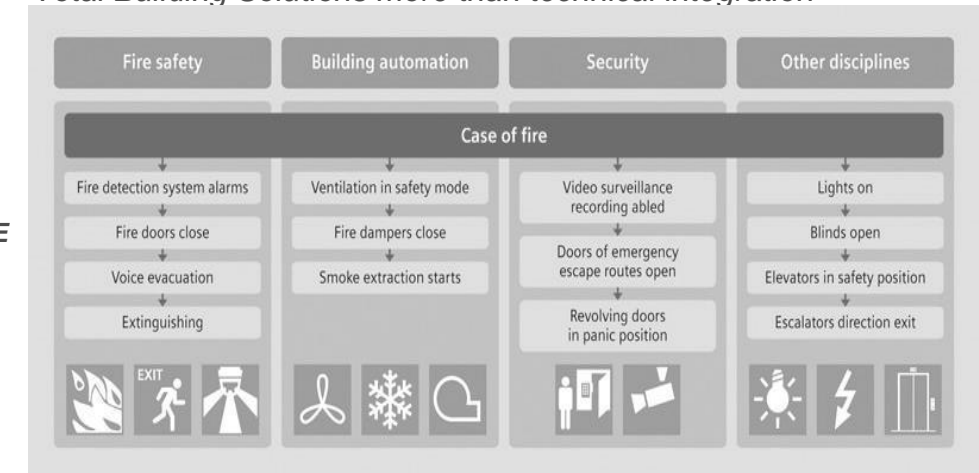 Total Building Solutions more than technical integration
Fire safety
Building automation
Security
Other disciplines
Case of fire
Fire detection system alarms
Fire doors close
Voice evacuation
Extinguishing
Ventilation in safety mode
Fire dampers close
Smoke extraction starts
Video surveillance
recording abled
Doors of emergency
escape routes open
Revolving doors
in panic position
Lights on
Blinds open
Elevators in safety position
Escalators direction exit
E
EXIT